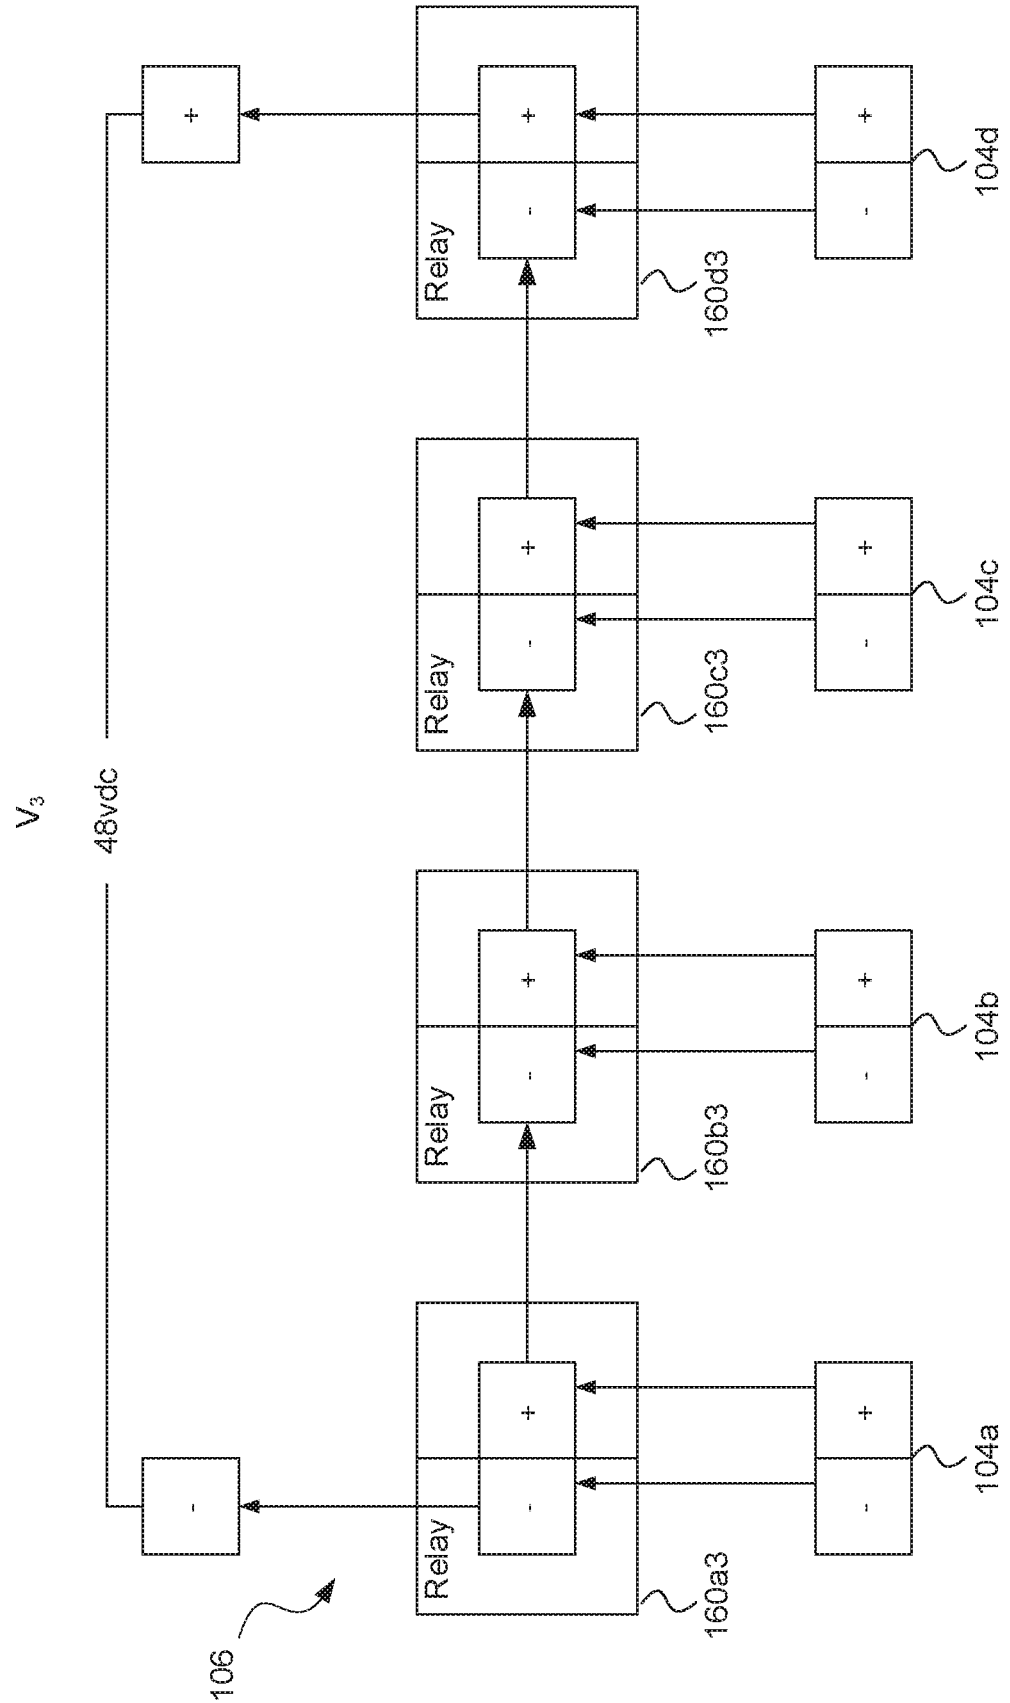 V3
48vdc
- +
Relay Relay Relay Relay
- + - + - + - +
160a3 160b3 160c3 160d3
- + - + - + - +
104a 104b 104c 104d
106